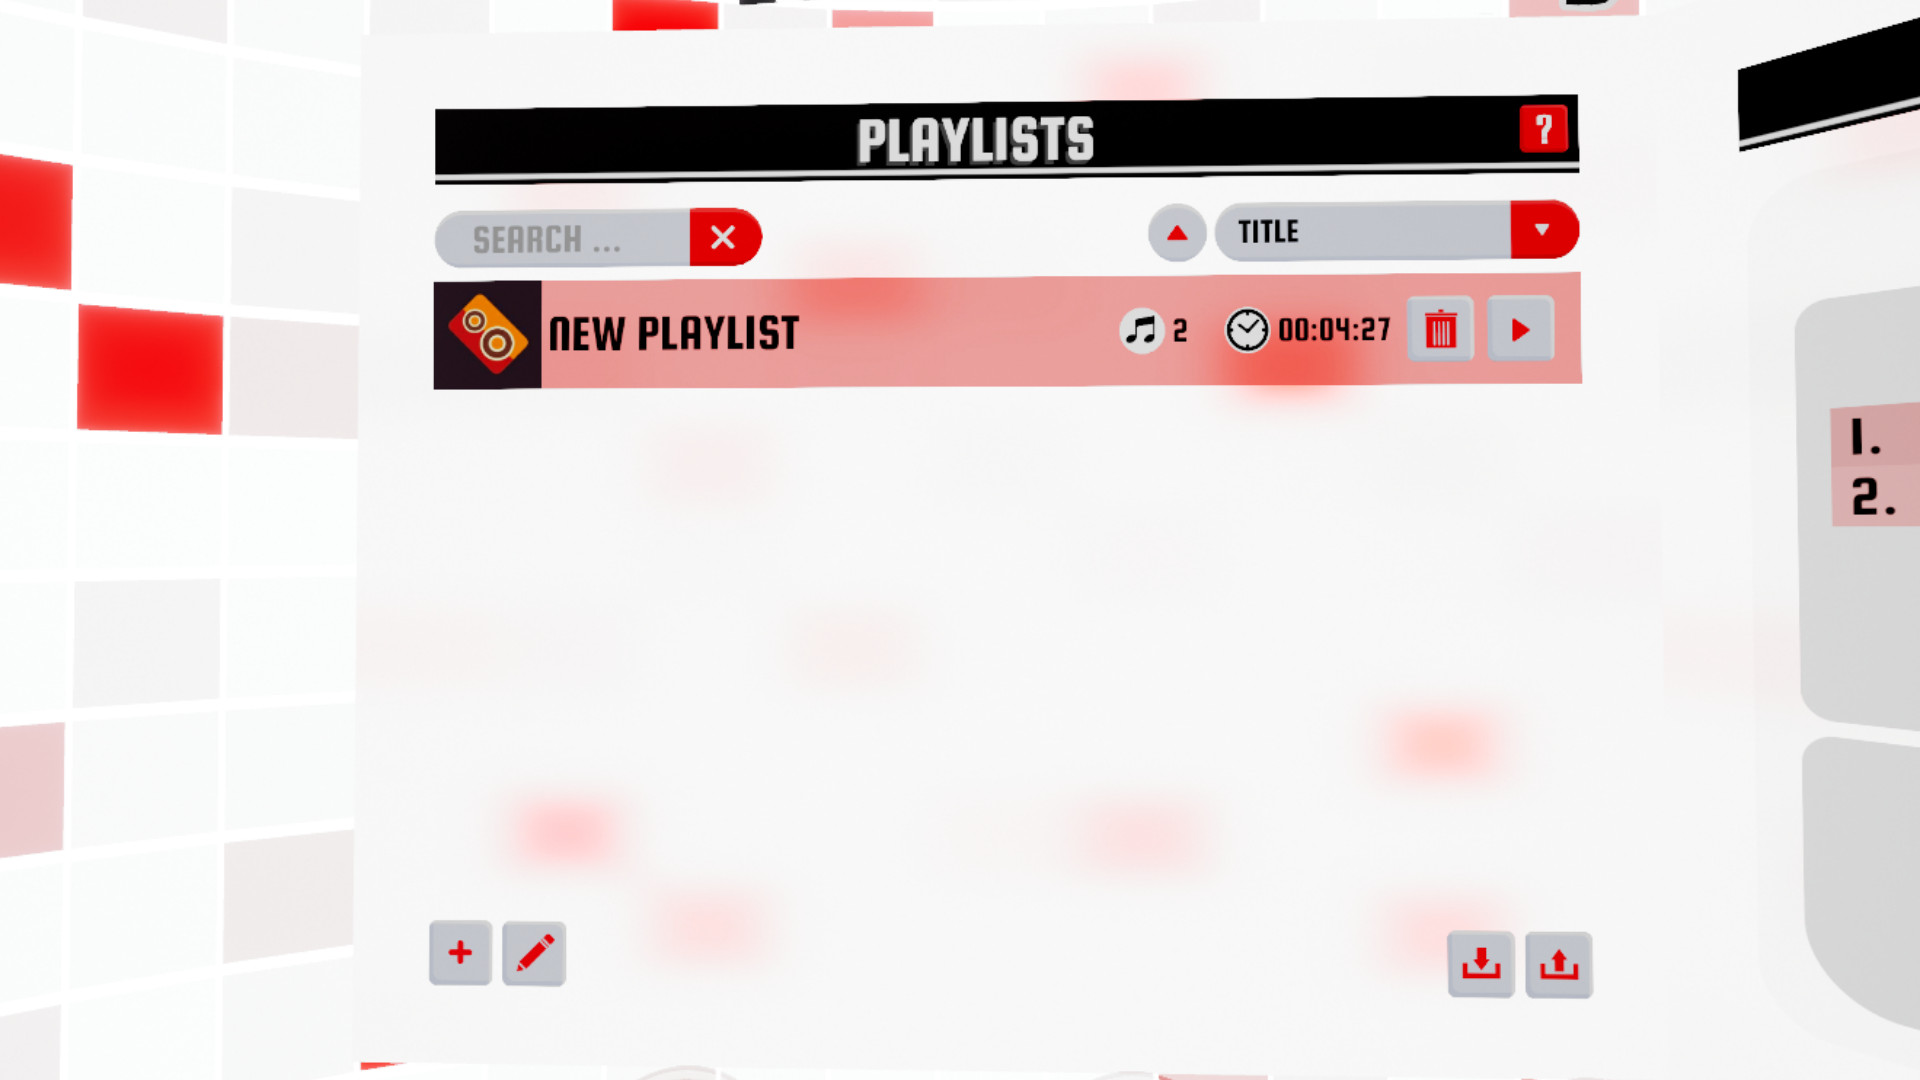 PLAYLISTS
?
SEARCH ...
TITLE
NEW PLAYLIST
2
00:04:27
1.
2.